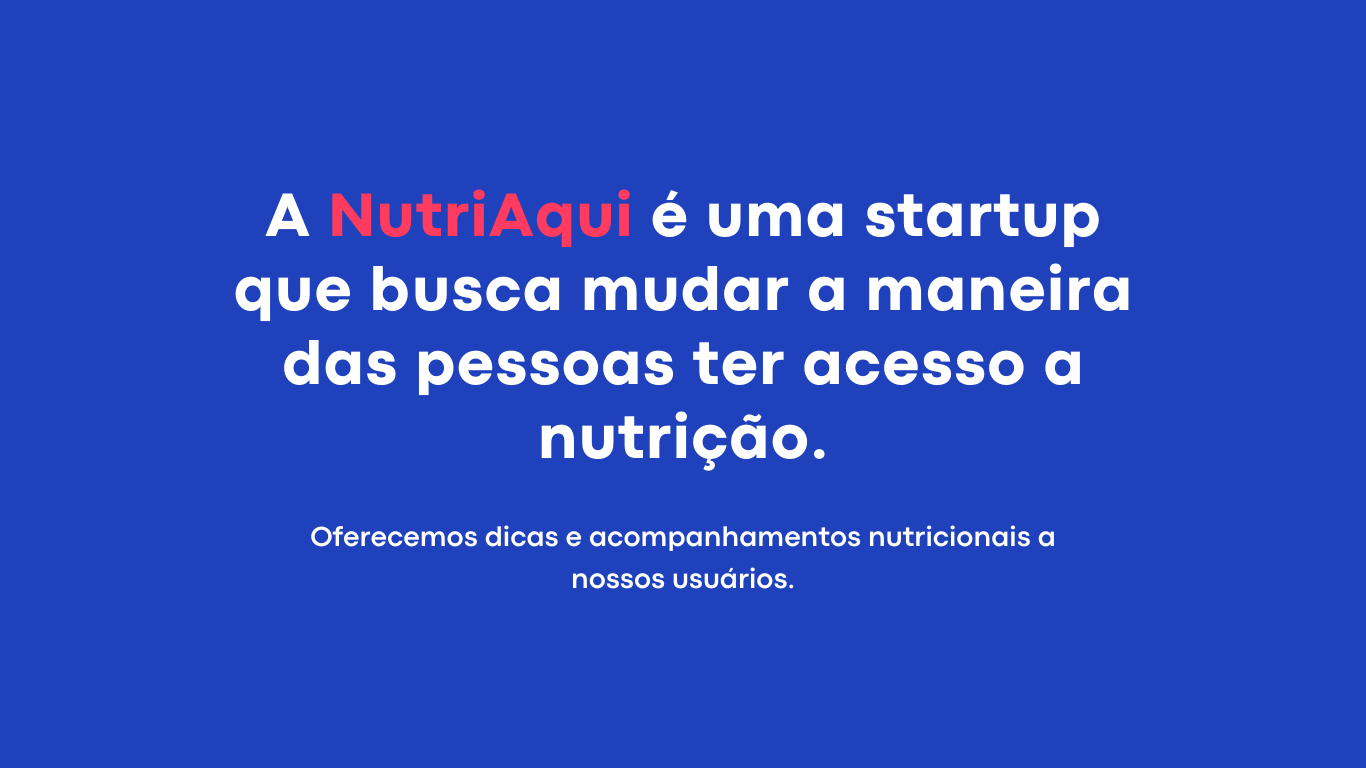 A NutriAqui é uma startup
que busca mudar a maneira
das pessoas ter acesso a
nutrição.
Oferecemos dicas e acompanhamentos nutricionais a
nossos usuários.